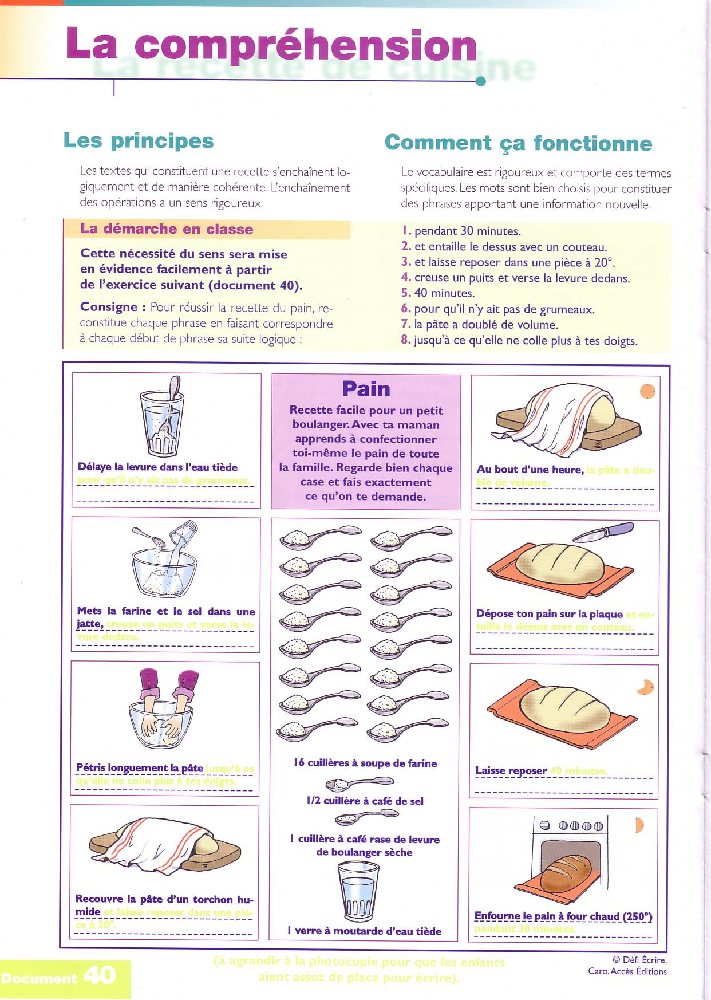 La compréhension
La recette de cuisine
Les principes
Les textes qui constituent une recette s'enchaînent lo-
giquement et de manière cohérente. L'enchaînement
des opérations a un sens rigoureux.
La démarche en classe
Cette nécessité du sens sera mise
en évidence facilement à partir
de l'exercice suivant (document 40).
Consigne : Pour réussir la recette du pain, re-
constitue chaque phrase en faisant correspondre
à chaque début de phrase sa suite logique :
Comment ça fonctionne
Le vocabulaire est rigoureux et comporte des termes
spécifiques. Les mots sont bien choisis pour constituer
des phrases apportant une information nouvelle.
1. pendant 30 minutes.
2. et entaille le dessus avec un couteau.
3. et laisse reposer dans une pièce à 20°.
4. creuse un puits et verse la levure dedans.
5. 40 minutes.
6. pour qu'il n'y ait pas de grumeaux.
7. la pâte a doublé de volume.
8. jusqu'à ce qu'elle ne colle plus à tes doigts.
Délaye la levure dans l'eau tiède
pour qu'il n'y ait pas de grumeaux.
Mets la farine et le sel dans une
jatte, creuse un puits et verse la le-
vure dedans.
Pétris longuement la pâte jusqu'à ce
qu'elle ne colle plus à tes doigts.
Recouvre la pâte d'un torchon hu-
mide et laisse reposer dans une piè-
ce à 20°.
Pain
Recette facile pour un petit
boulanger. Avec ta maman
apprends à confectionner
toi-même le pain de toute
la famille. Regarde bien chaque
case et fais exactement
ce qu'on te demande.
16 cuillères à soupe de farine
1/2 cuillère à café de sel
1 cuillère à café rase de levure
de boulanger sèche
1 verre à moutarde d'eau tiède
Au bout d'une heure, la pâte a dou-
blé de volume.
Dépose ton pain sur la plaque et en-
taille le dessus avec un couteau.
Laisse reposer 40 minutes.
Enfourne le pain à four chaud (250°)
pendant 30 minutes.
(à agrandir à la photocopie pour que les enfants
aient assez de place pour écrire).
© Défi Écrire.
Caro. Accès Éditions
Document 40